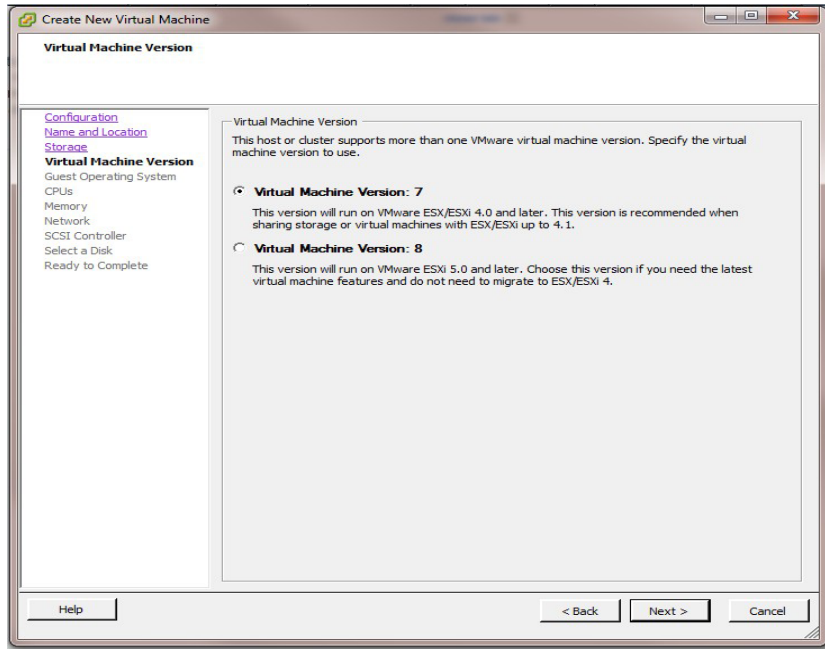 Create New Virtual Machine
Virtual Machine Version
Configuration
Name and Location
Storage
Virtual Machine Version
Guest Operating System
CPUs
Memory
Network
SCSI Controller
Select a Disk
Ready to Complete
Virtual Machine Version
This host or cluster supports more than one VMware virtual machine version. Specify the virtual
machine version to use.
Virtual Machine Version: 7
This version will run on VMware ESX/ESXi 4.0 and later. This version is recommended when
sharing storage or virtual machines with ESX/ESXi up to 4.1.
Virtual Machine Version: 8
This version will run on VMware ESXi 5.0 and later. Choose this version if you need the latest
virtual machine features and do not need to migrate to ESX/ESXi 4.
Help
< Back
Next >
Cancel